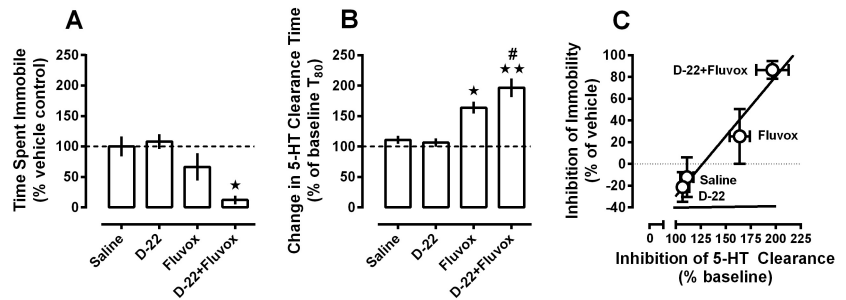 A
Time Spent Immobile
(% vehicle control)
250
200
150
100
50
0
★
Saline
D-22
Fluvox
D-22+Fluvox
B
Change in 5-HT Clearance Time
(% of baseline T80)
250
200
150
100
50
0
★
#
★★
Saline
D-22
Fluvox
D-22+Fluvox
C
Inhibition of Immobility
(% of vehicle)
100
80
60
40
20
0
-20
-40
D-22+Fluvox
Fluvox
Saline
D-22
0 100 125 150 175 200 225
Inhibition of 5-HT Clearance
(% baseline)